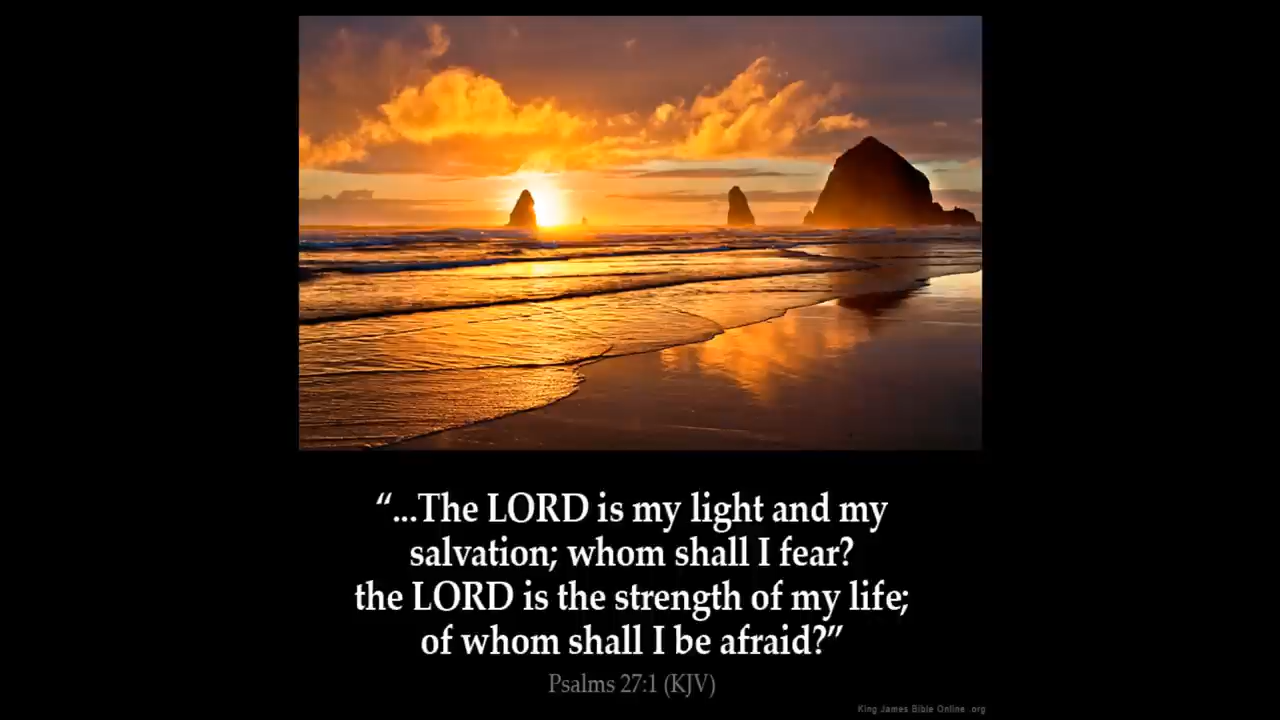 “...The LORD is my light and my
salvation; whom shall I fear?
the LORD is the strength of my life;
of whom shall I be afraid?”
Psalms 27:1 (KJV)
King James Bible Online .org